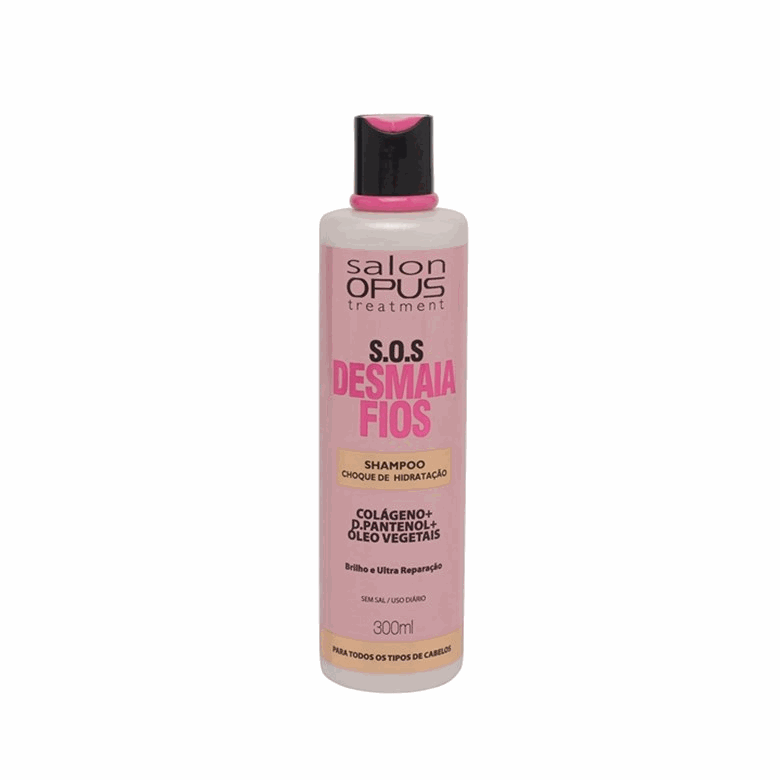 salon
OPUS
treatment
S.O.S
DESMAIA
FIOS
SHAMPOO
CHOQUE DE HIDRATAÇÃO
COLÁGENO+
D.PANTENOL+
ÓLEO VEGETAIS
Brilho e Ultra Reparação
SEM SAL / USO DIÁRIO
300ml
PARA TODOS OS TIPOS DE CABELOS